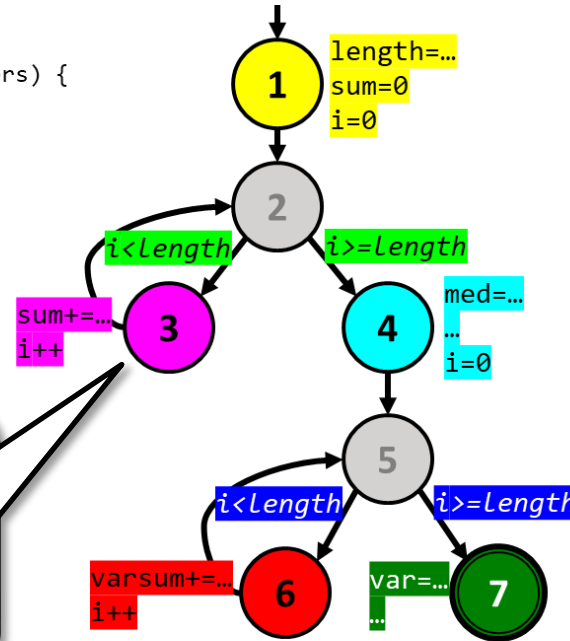 rs) {
1
length=…
sum=0
i=0
2
i<length
i>=length
sum+=…
i++
3
4
med=…
…
i=0
5
i<length
i>=length
varsum+=…
i++
6
var=…
…
7